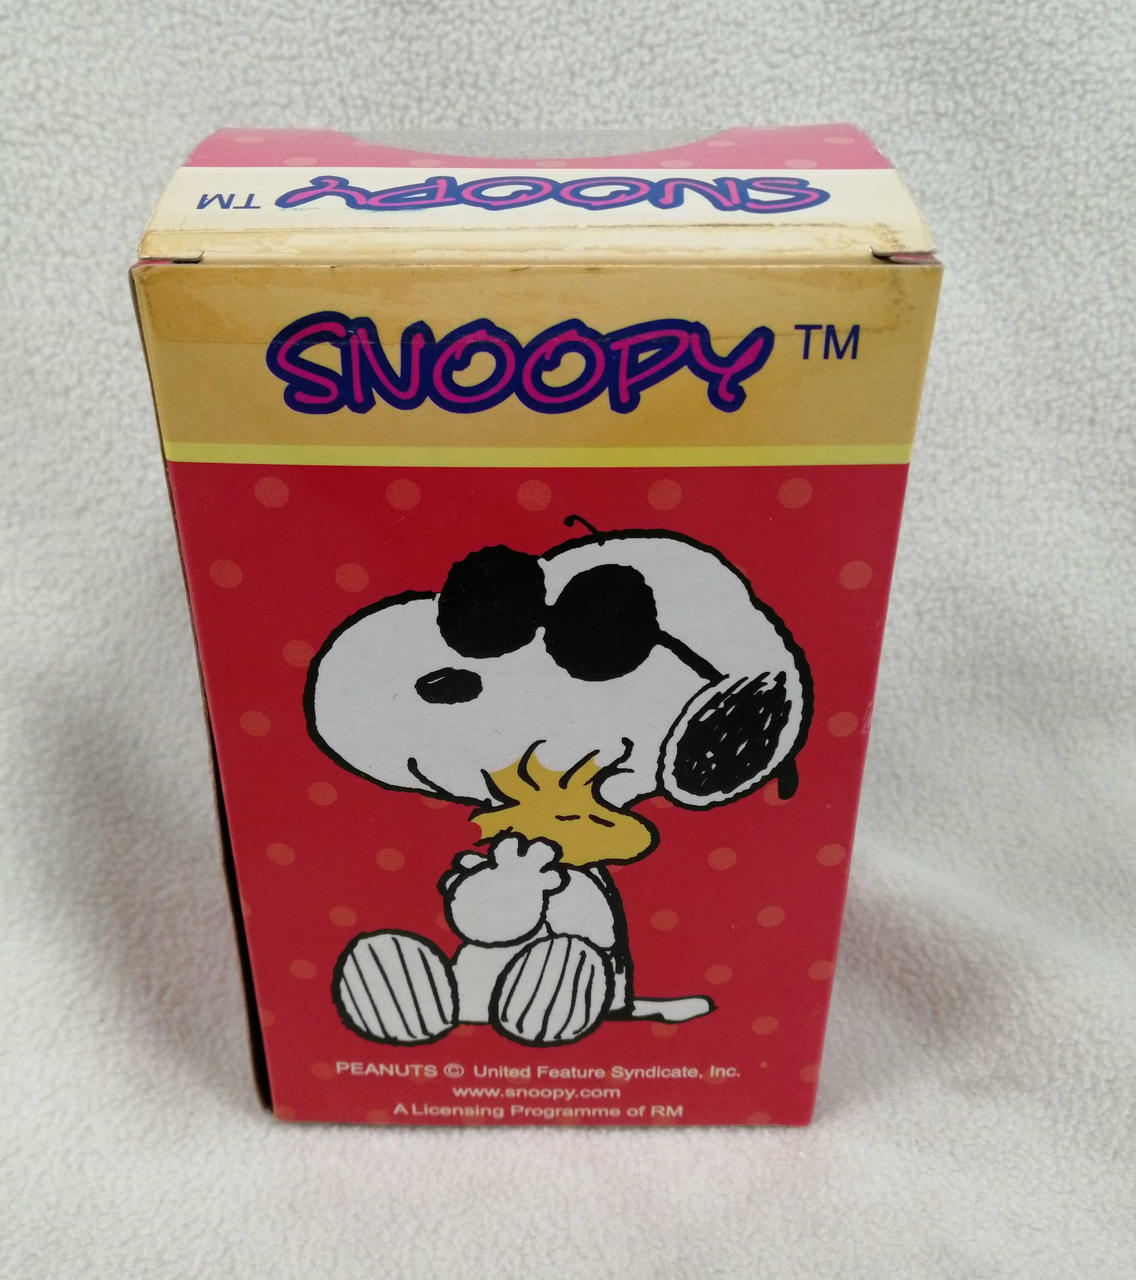 SNOOPY TM
SNOOPY TM
PEANUTS © United Feature Syndicate, Inc.
www.snoopy.com
A Licensing Programme of RM